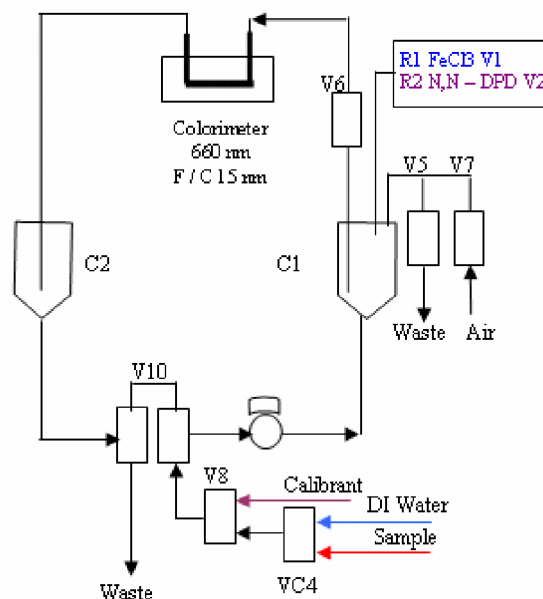 R1 FeCB V1
R2 N,N – DPD V2
V6
Colorimeter
660 nm
F / C 15 nm
V5
V7
C2
C1
Waste
Air
V10
V8
Calibrant
DI Water
Sample
VC4
Waste